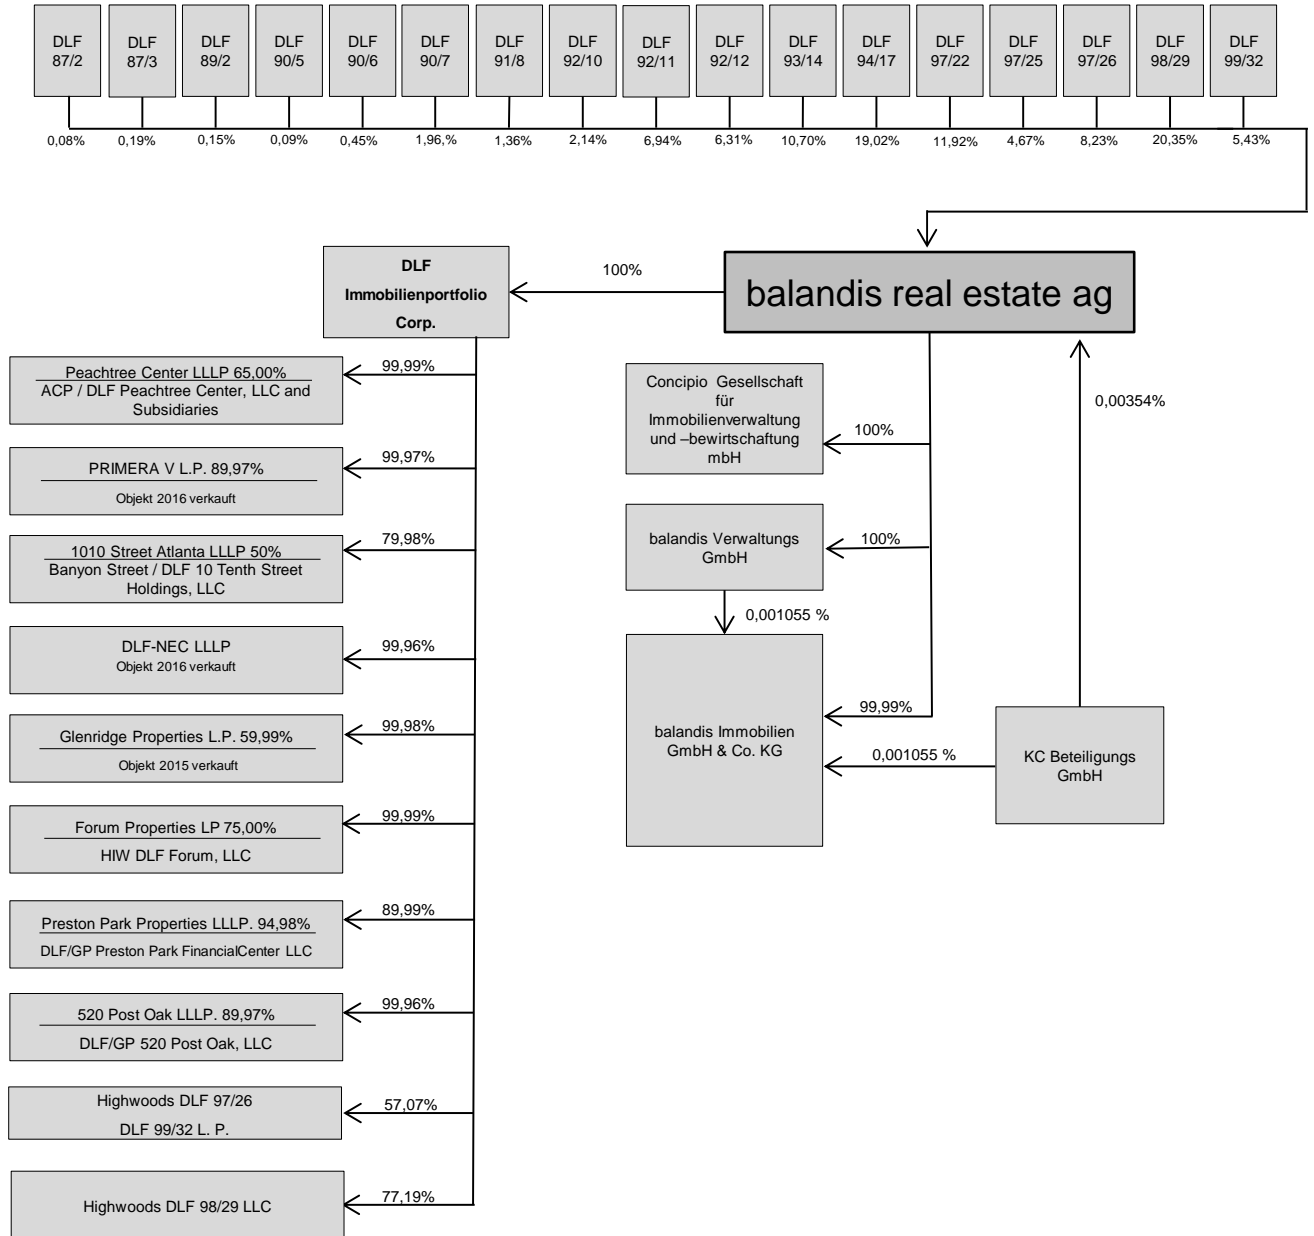 DLF
87/2
DLF
87/3
DLF
89/2
DLF
90/5
DLF
90/6
DLF
90/7
DLF
91/8
DLF
92/10
DLF
92/11
DLF
92/12
DLF
93/14
DLF
94/17
DLF
97/22
DLF
97/25
DLF
97/26
DLF
98/29
DLF
99/32
0,08%
0,19%
0,15%
0,09%
0,45%
1,96,%
1,36%
2,14%
6,94%
6,31%
10,70%
19,02%
11,92%
4,67%
8,23%
20,35%
5,43%
DLF
Immobilienportfolio
Corp.
100%
balandis real estate ag
Peachtree Center LLLP 65,00%
ACP / DLF Peachtree Center, LLC and
Subsidiaries
99,99%
PRIMERA V L.P. 89,97%
Objekt 2016 verkauft
99,97%
1010 Street Atlanta LLLP 50%
Banyon Street / DLF 10 Tenth Street
Holdings, LLC
79,98%
DLF-NEC LLLP
Objekt 2016 verkauft
99,96%
Glenridge Properties L.P. 59,99%
Objekt 2015 verkauft
99,98%
Forum Properties LP 75,00%
HIW DLF Forum, LLC
99,99%
Preston Park Properties LLLP. 94,98%
DLF/GP Preston Park FinancialCenter LLC
89,99%
520 Post Oak LLLP. 89,97%
DLF/GP 520 Post Oak, LLC
99,96%
Highwoods DLF 97/26
DLF 99/32 L. P.
57,07%
Highwoods DLF 98/29 LLC
77,19%
Concipio Gesellschaft
für
Immobilienverwaltung
und –bewirtschaftung
mbH
100%
0,00354%
balandis Verwaltungs
GmbH
100%
0,001055 %
balandis Immobilien
GmbH & Co. KG
99,99%
0,001055 %
KC Beteiligungs
GmbH